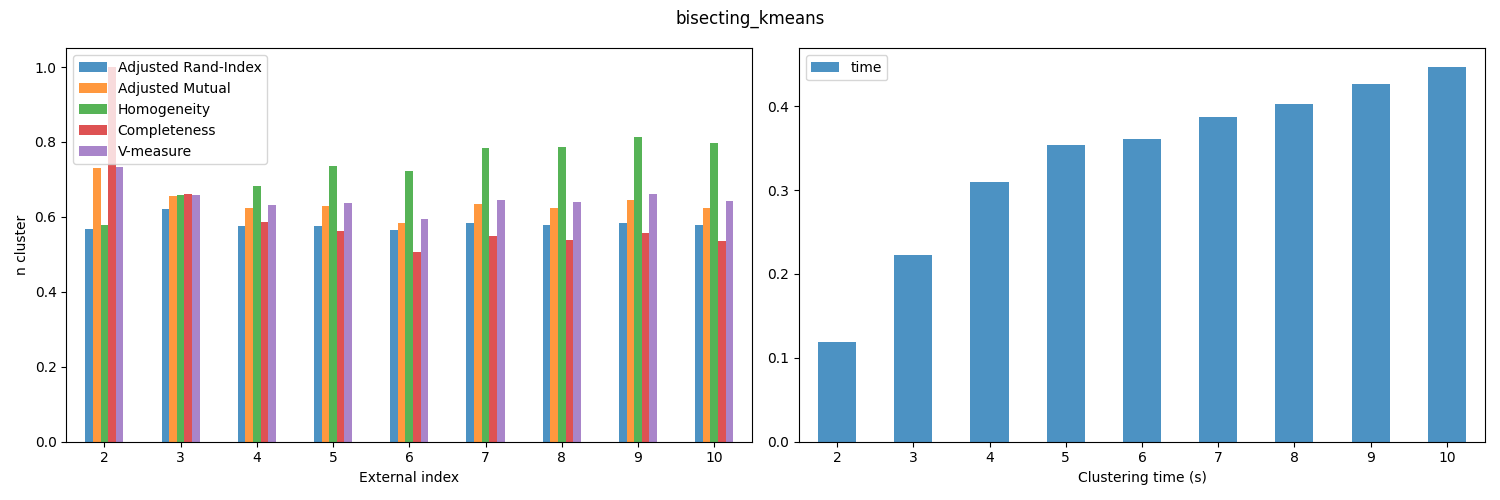 bisecting_kmeans
Adjusted Rand-Index
Adjusted Mutual
Homogeneity
Completeness
V-measure
1.0
0.8
0.6
0.4
0.2
0.0
n cluster
2 3 4 5 6 7 8 9 10
External index
time
0.4
0.3
0.2
0.1
0.0
2 3 4 5 6 7 8 9 10
Clustering time (s)